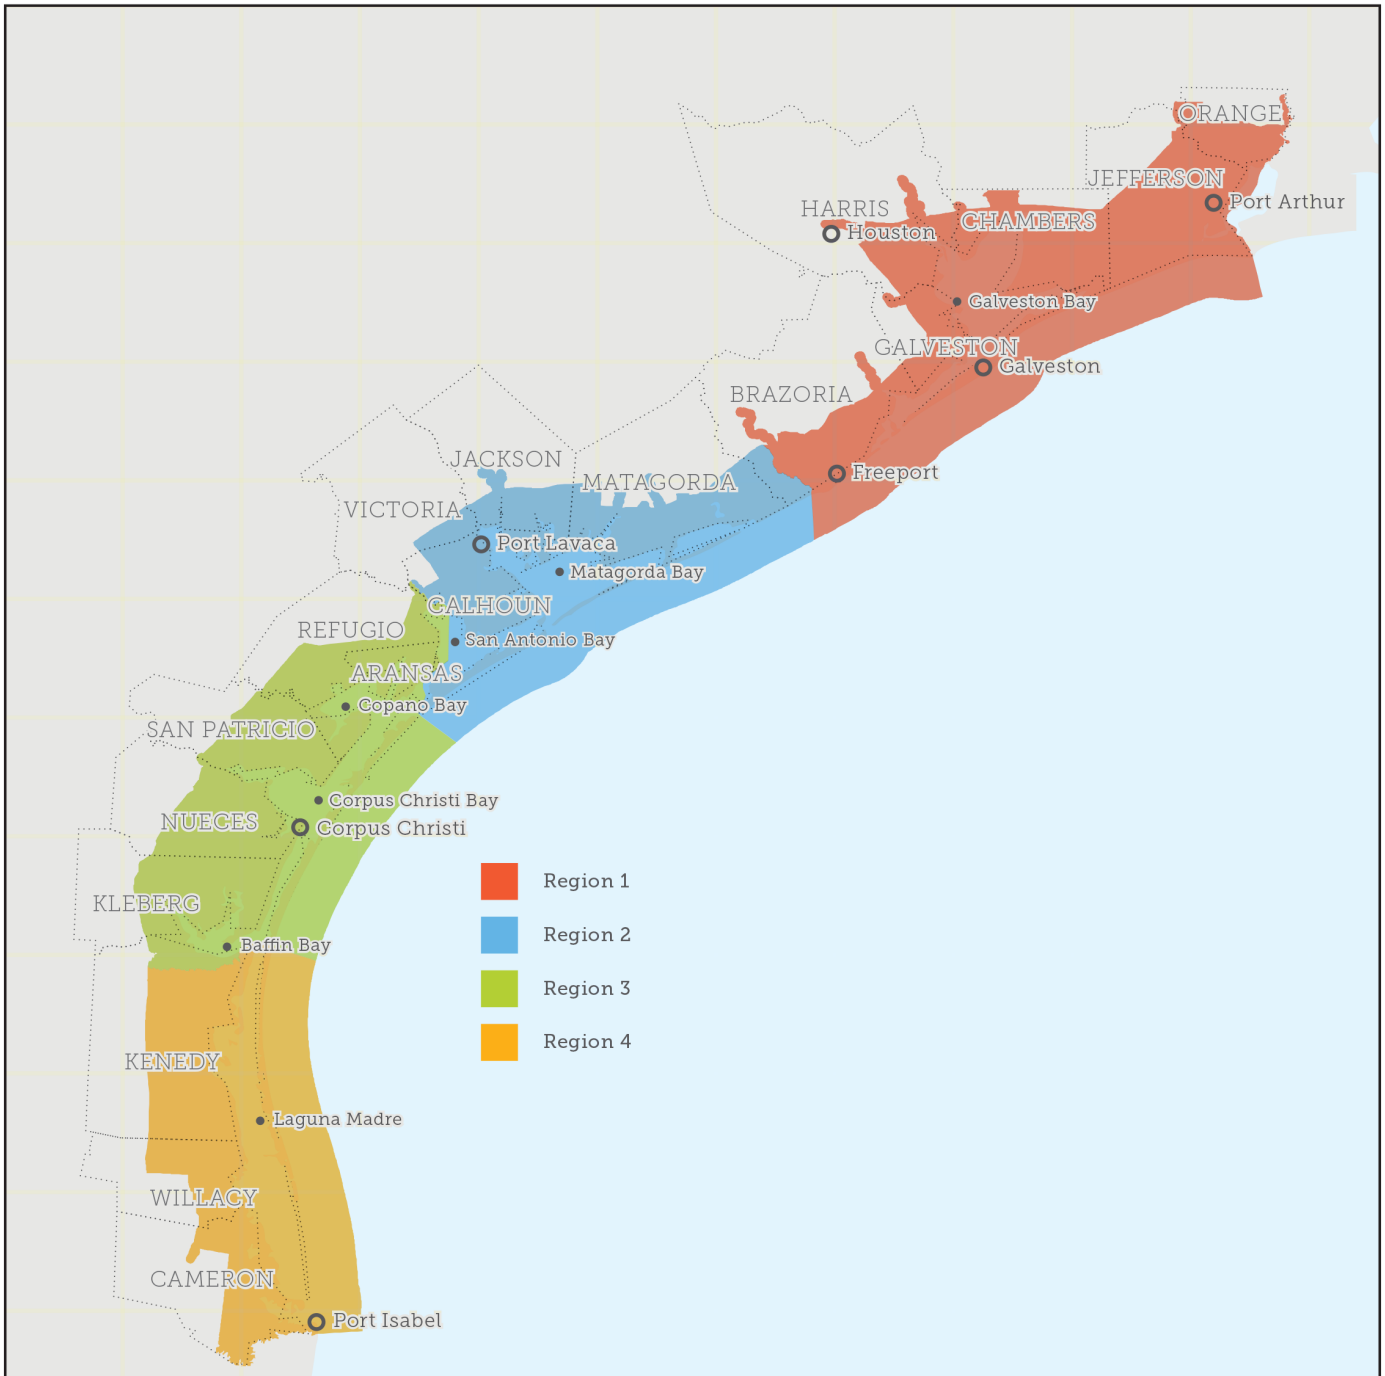 ORANGE
JEFFERSON
Port Arthur
HARRIS
CHAMBERS
Houston
Galveston Bay
GALVESTON
Galveston
BRAZORIA
JACKSON
Freeport
MATAGORDA
VICTORIA
Port Lavaca
Matagorda Bay
CALHOUN
REFUGIO
San Antonio Bay
ARANSAS
Copano Bay
SAN PATRICIO
Corpus Christi Bay
NUECES
Corpus Christi
Region 1
KLEBERG
Region 2
Baffin Bay
Region 3
Region 4
KENEDY
Laguna Madre
WILLACY
CAMERON
Port Isabel